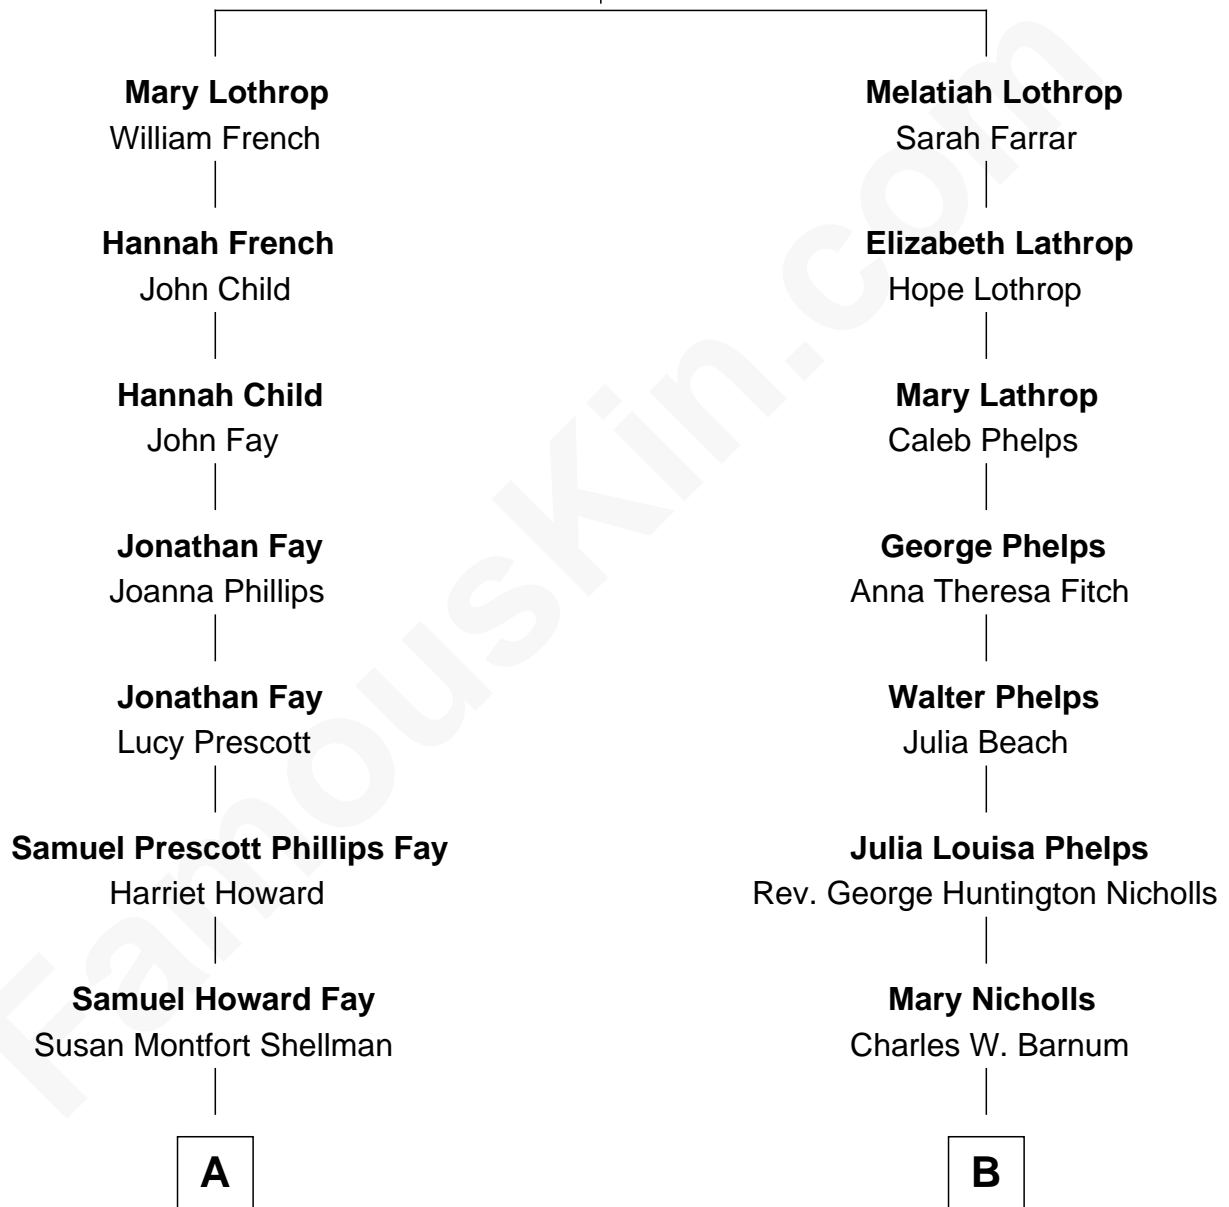 Mary Lothrop
William French
Hannah French
John Child
Hannah Child
John Fay
Jonathan Fay
Joanna Phillips
Jonathan Fay
Lucy Prescott
Samuel Prescott Phillips Fay
Harriet Howard
Samuel Howard Fay
Susan Montfort Shellman
A
Melatiah Lothrop
Sarah Farrar
Elizabeth Lathrop
Hope Lothrop
Mary Lathrop
Caleb Phelps
George Phelps
Anna Theresa Fitch
Walter Phelps
Julia Beach
Julia Louisa Phelps
Rev. George Huntington Nicholls
Mary Nicholls
Charles W. Barnum
B
FamousKin.com